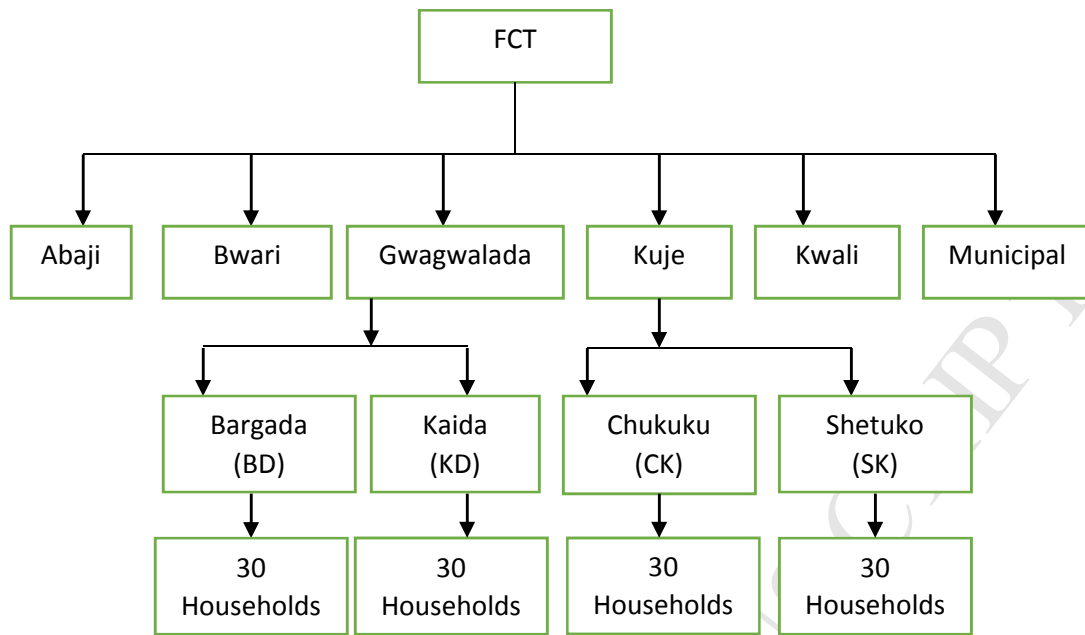 FCT
Abaji
Bwari
Gwagwalada
Kuje
Kwali
Municipal
Bargada
(BD)
Kaida
(KD)
Chukuku
(CK)
Shetuko
(SK)
30
Households
30
Households
30
Households
30
Households